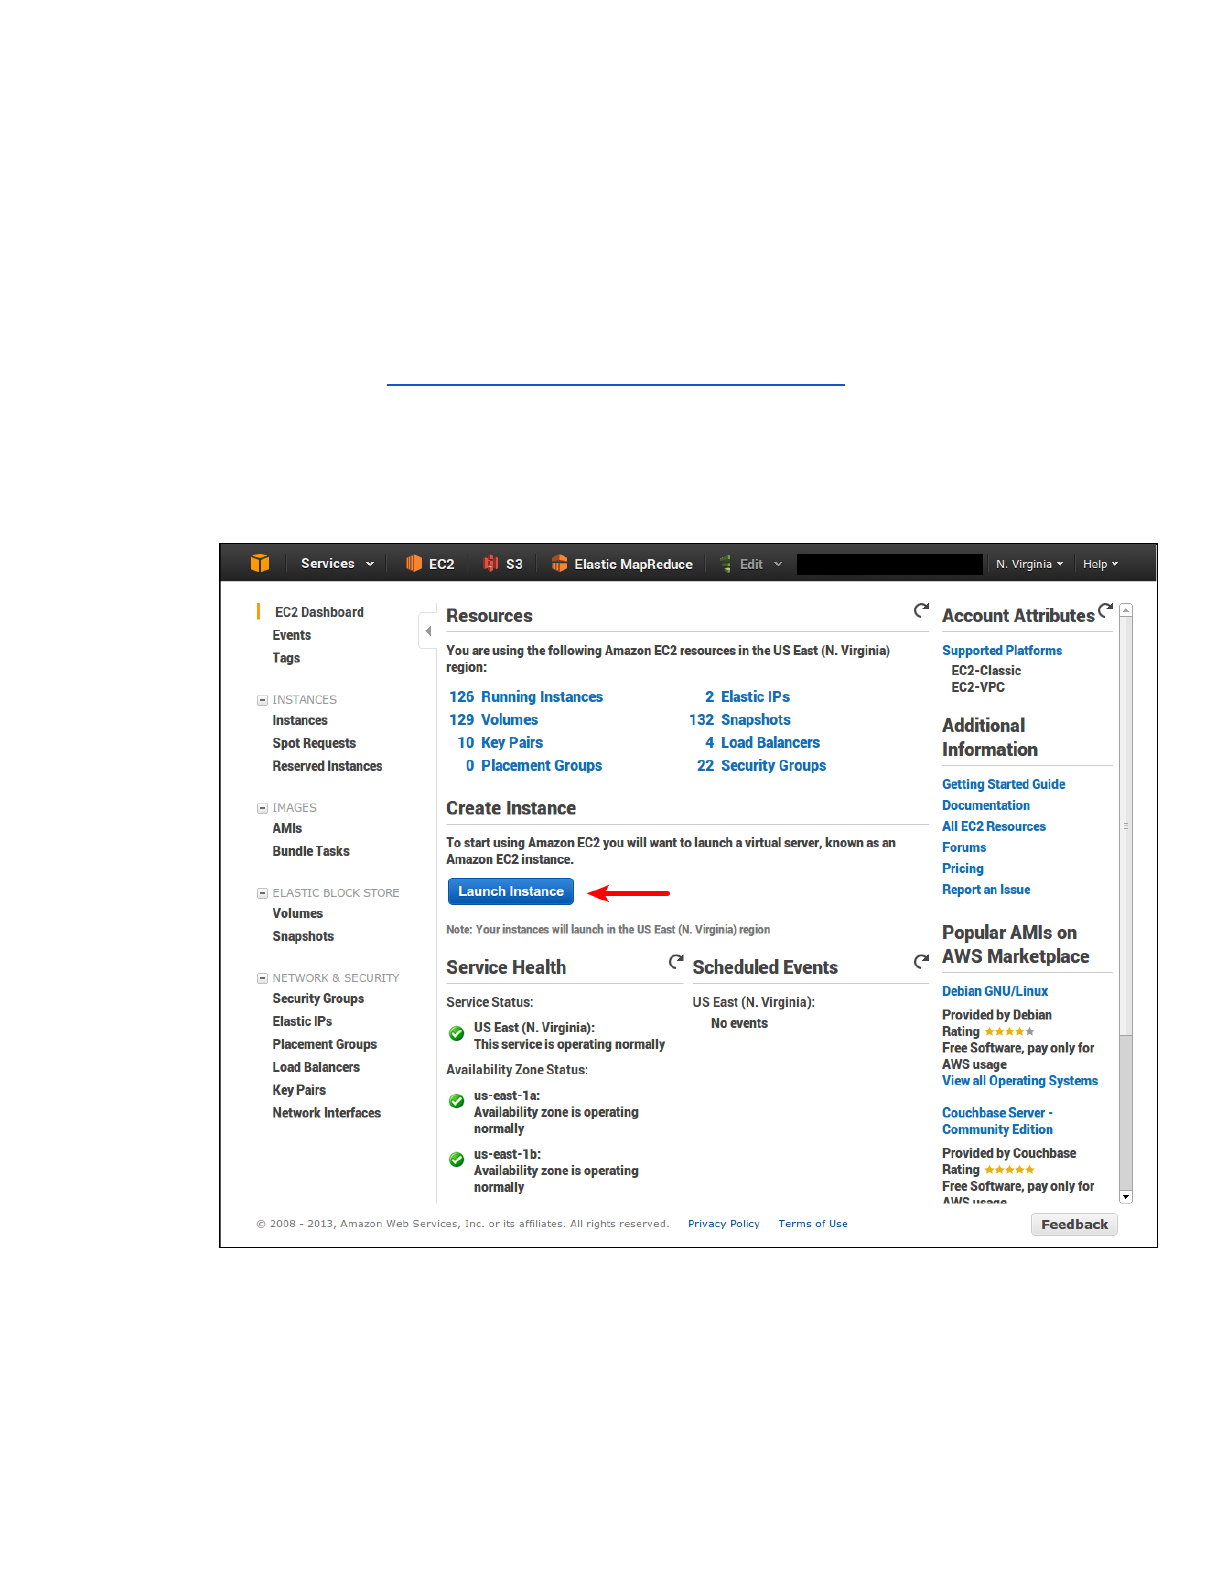 Services
EC2
S3
Elastic MapReduce
Edit
N. Virginia
Help
EC2 Dashboard
Events
Tags
INSTANCES
Instances
Spot Requests
Reserved Instances
IMAGES
AMIs
Bundle Tasks
ELASTIC BLOCK STORE
Volumes
Snapshots
NETWORK & SECURITY
Security Groups
Elastic IPs
Placement Groups
Load Balancers
Key Pairs
Network Interfaces
Resources
You are using the following Amazon EC2 resources in the US East (N. Virginia)
region:
126 Running Instances
2 Elastic IPs
129 Volumes
132 Snapshots
10 Key Pairs
4 Load Balancers
0 Placement Groups
22 Security Groups
Create Instance
To start using Amazon EC2 you will want to launch a virtual server, known as an
Amazon EC2 instance.
Launch Instance
Note: Your instances will launch in the US East (N. Virginia) region
Service Health
Service Status:
US East (N. Virginia):
This service is operating normally
Availability Zone Status:
us-east-1a:
Availability zone is operating
normally
us-east-1b:
Availability zone is operating
normally
Scheduled Events
US East (N. Virginia):
No events
Account Attributes
Supported Platforms
EC2-Classic
EC2-VPC
Additional
Information
Getting Started Guide
Documentation
All EC2 Resources
Forums
Pricing
Report an Issue
Popular AMIs on
AWS Marketplace
Debian GNU/Linux
Provided by Debian
Rating
Free Software, pay only for
AWS usage
View all Operating Systems
Couchbase Server -
Community Edition
Provided by Couchbase
Rating
Free Software, pay only for
AWS usage
© 2008 - 2013, Amazon Web Services, Inc. or its affiliates. All rights reserved.
Privacy Policy
Terms of Use
Feedback